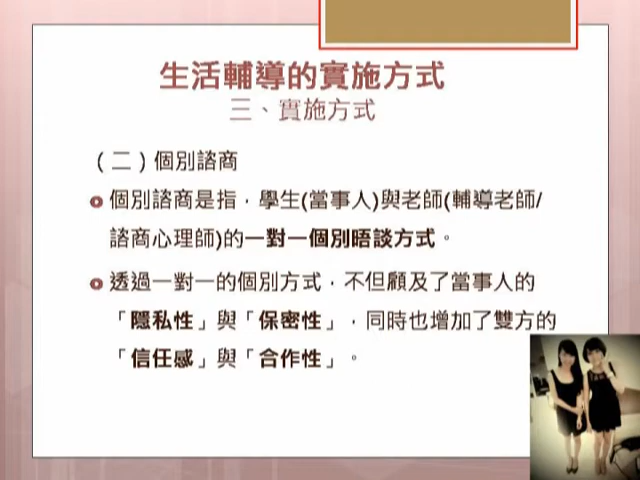 生活輔導的實施方式
三、實施方式
(二)個別諮商
個別諮商是指，學生(當事人)與老師(輔導老師/
諮商心理師)的一對一個別晤談方式。
透過一對一的個別方式，不但顧及了當事人的
「隱私性」與「保密性」，同時也增加了雙方的
「信任感」與「合作性」。